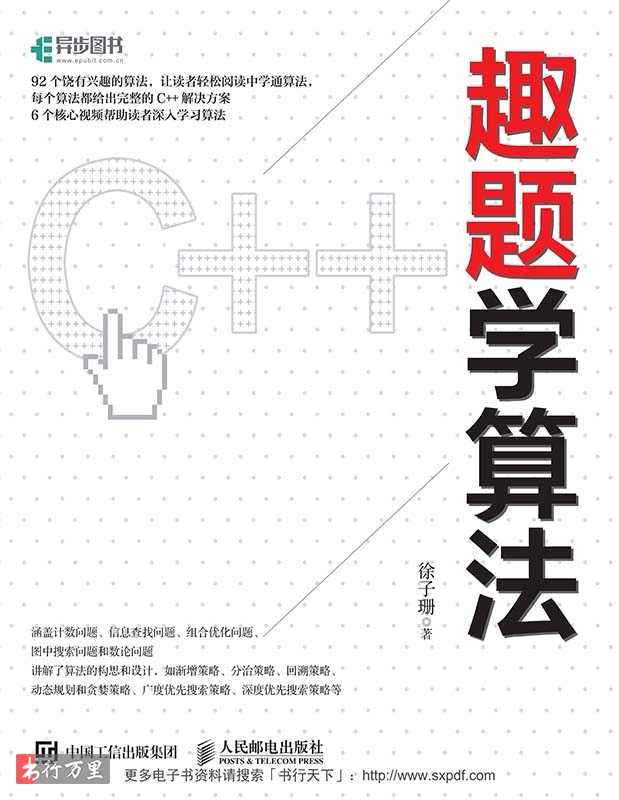 异步图书
www.epubit.com.cn
92 个饶有兴趣的算法，让读者轻松阅读中学通算法，
每个算法都给出完整的 C++ 解决方案
6 个核心视频帮助读者深入学习算法
C++
趣题学算法
徐子珊 著
涵盖计数问题、信息查找问题、组合优化问题、
图中搜索问题和数论问题
讲解了算法的构思和设计，如渐增策略、分治策略、回溯策略、
动态规划和贪婪策略、广度优先搜索策略、深度优先搜索策略等
中国工信出版集团
人民邮电出版社
POSTS & TELECOM PRESS
书行万里
更多电子书资料请搜索「书行天下」：http://www.sxpdf.com